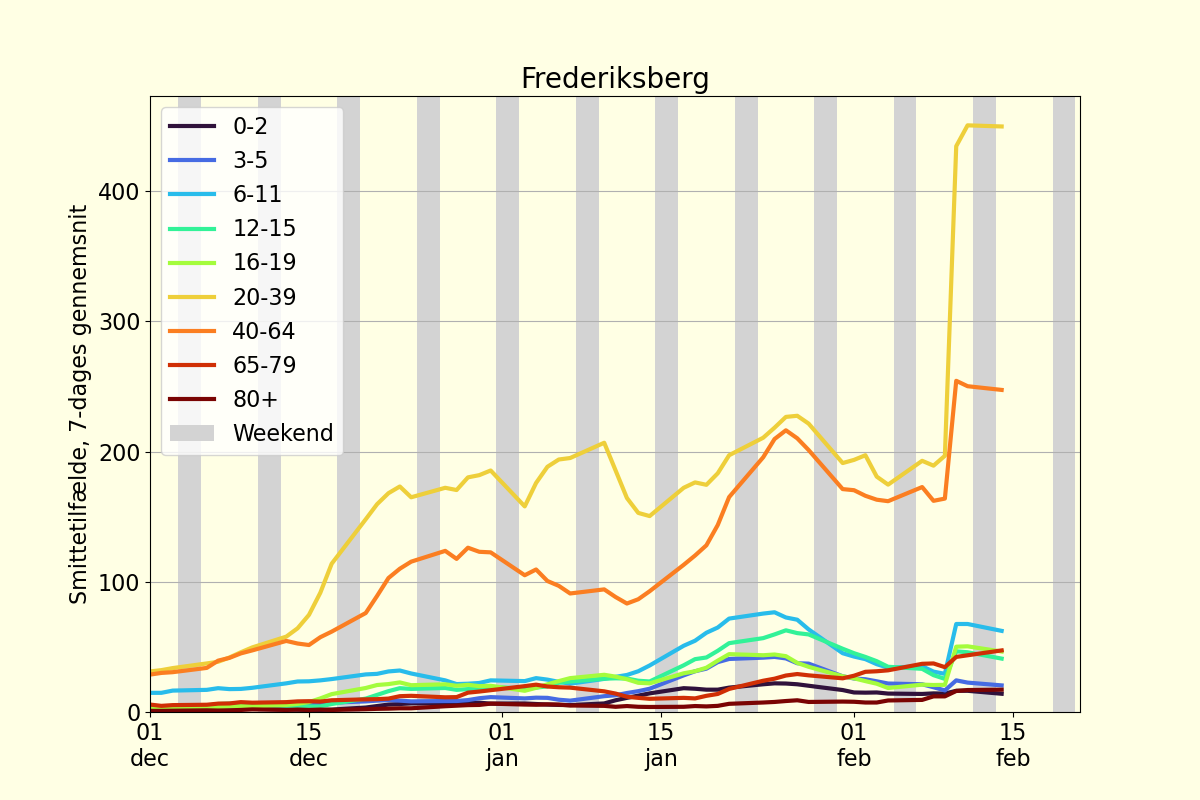 Frederiksberg
Smittetilfælde, 7-dages gennemsnit
400
300
200
100
0
0-2
3-5
6-11
12-15
16-19
20-39
40-64
65-79
80+
Weekend
01
dec
15
dec
01
jan
15
jan
01
feb
15
feb